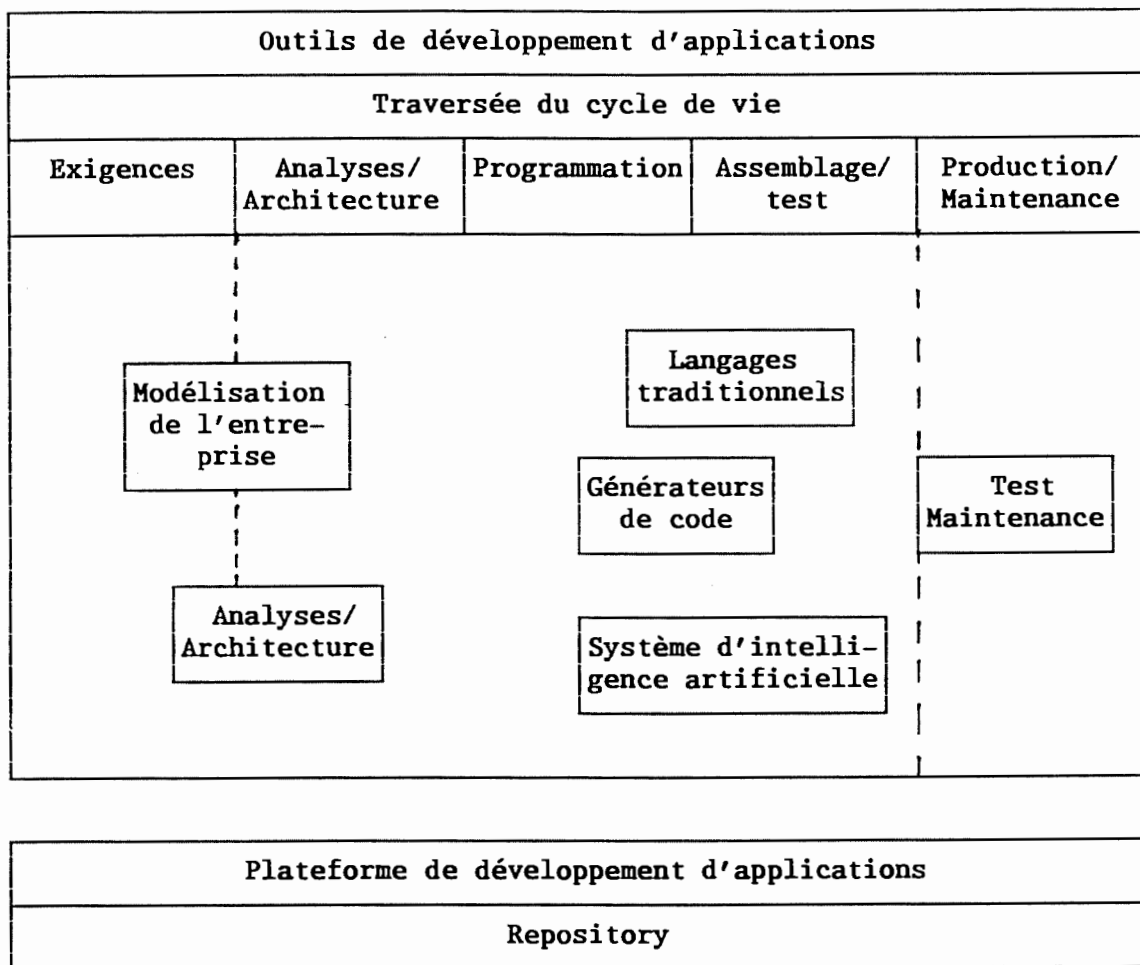 Outils de développement d'applications
Traversée du cycle de vie
Exigences
Analyses/
Architecture
Programmation
Assemblage/
test
Production/
Maintenance
Modélisation
de l'entre-
prise
Langages
traditionnels
Générateurs
de code
Test
Maintenance
Analyses/
Architecture
Système d'intelli-
gence artificielle
Plateforme de développement d'applications
Repository